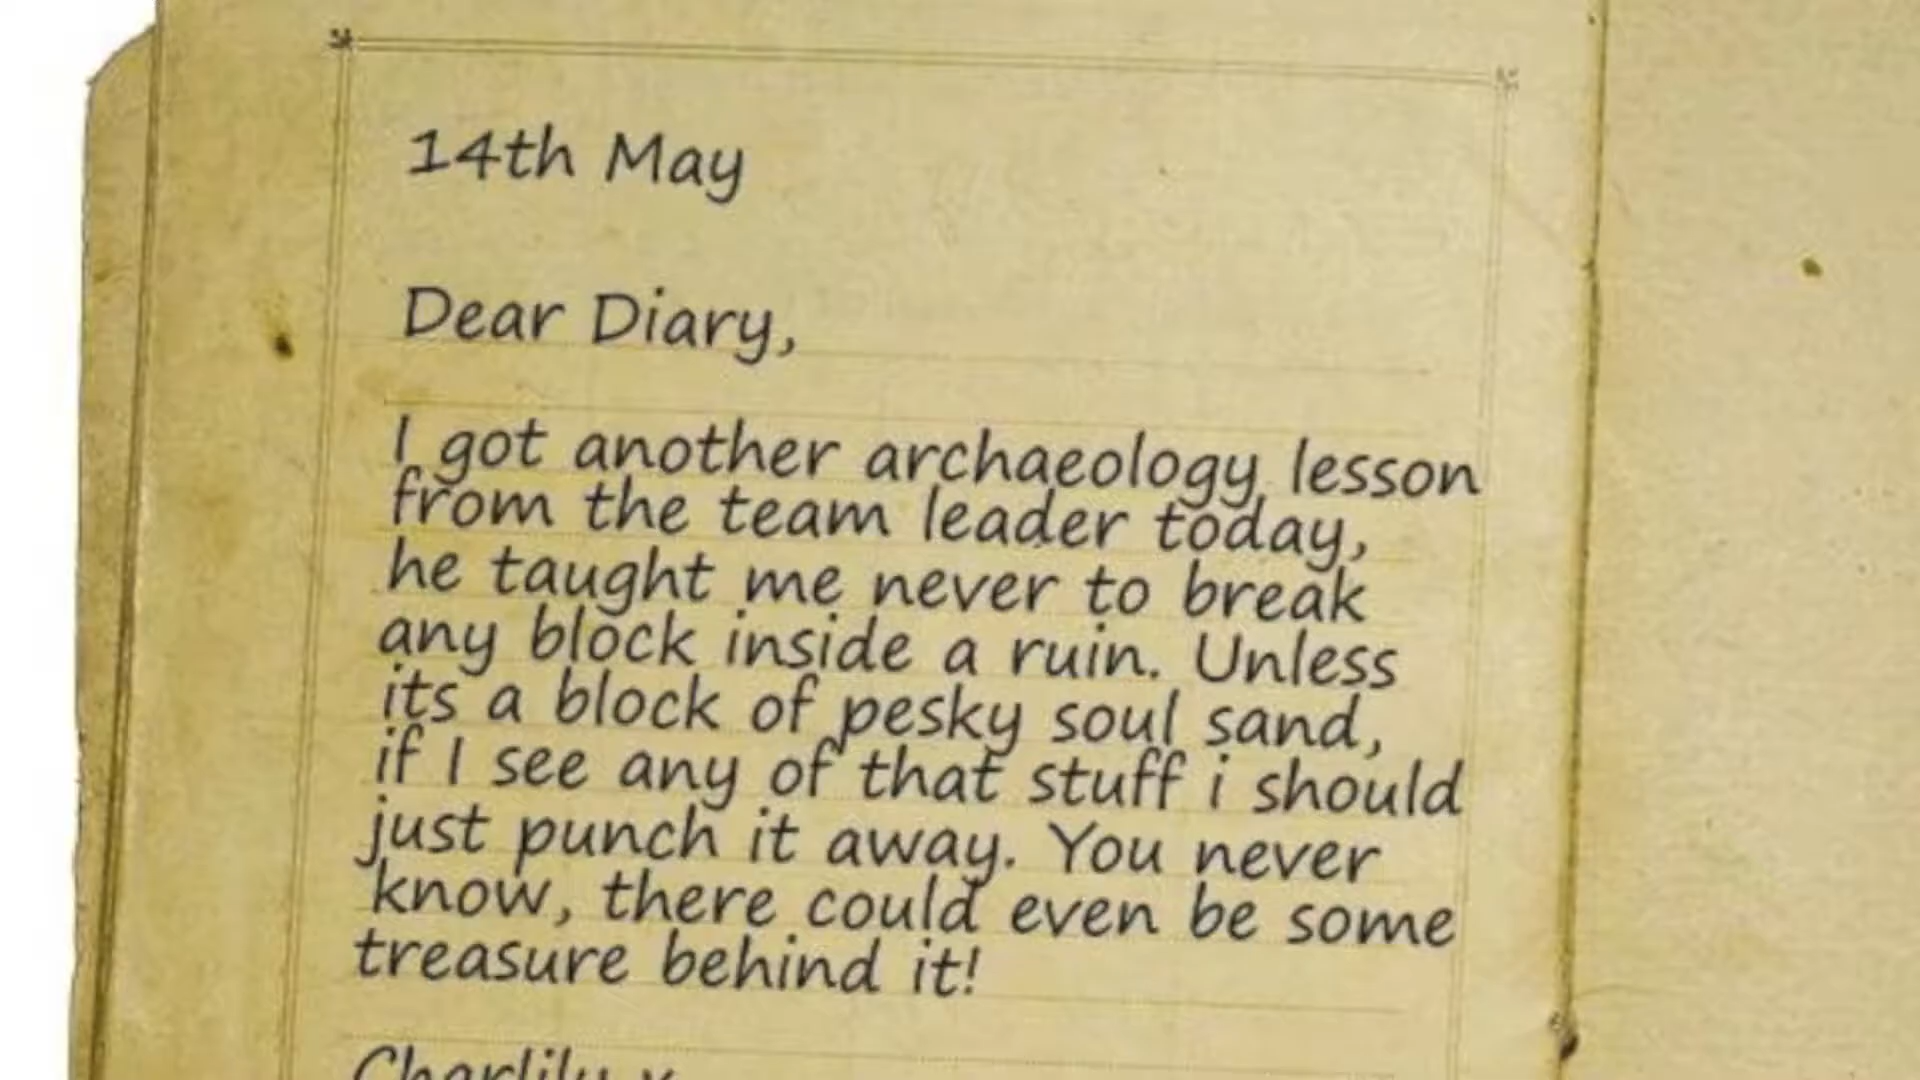 14th May
Dear Diary,
I got another archaeology lesson
from the team leader today,
he taught me never to break
any block inside a ruin. Unless
its a block of pesky soul sand,
if I see any of that stuff i should
just punch it away. You never
know, there could even be some
treasure behind it!
Charlily x